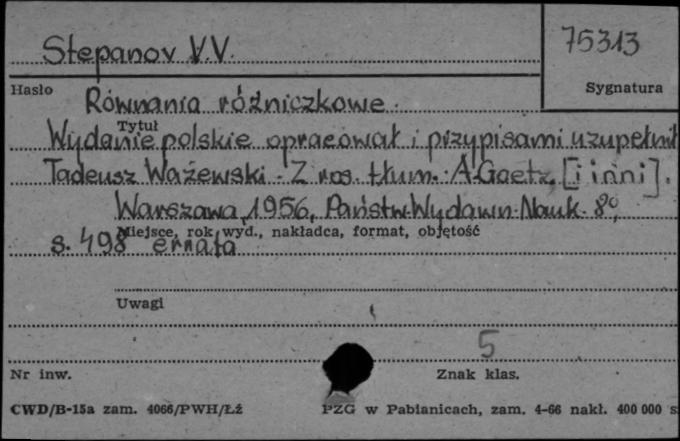 Stepanov V.V.
75313
Hasło
Sygnatura
Równania różniczkowe.
Tytuł
Wydanie polskie opracował i przypisami uzupełnił
Tadeusz Ważewski. Z ros. tłum.: A. Goetz, [i inni].
Warszawa, 1956, Państw. Wydawn. Nauk. 8°,
Miejsce, rok wyd., nakładca, format, objętość
s. 498 errata
Uwagi
5
Nr inw.
Znak klas.
CWD/B-15a zam. 4066/PWH/Łź
PZG w Pabianicach, zam. 4-66 nakł. 400 000 s